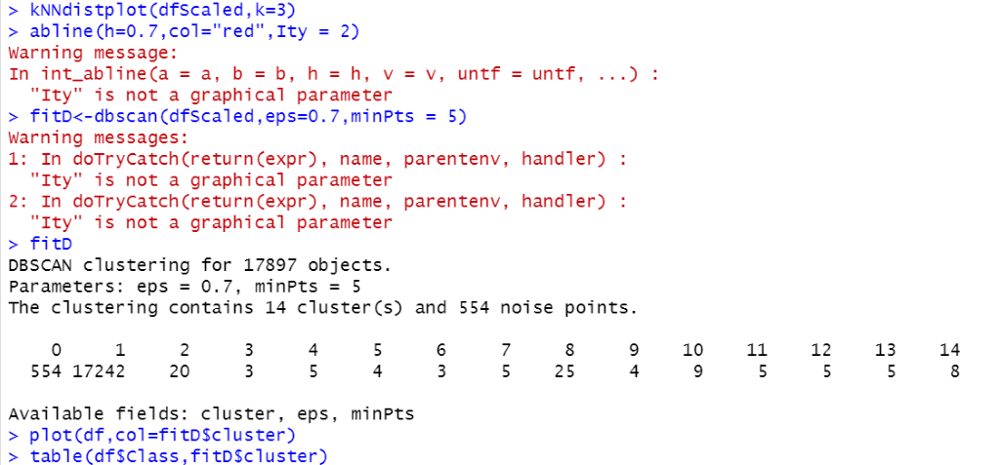 > kNNdistplot(dfScaled,k=3)
> abline(h=0.7,col="red",Ity = 2)
Warning message:
In int_abline(a = a, b = b, h = h, v = v, untf = untf, ...) :
  "Ity" is not a graphical parameter
> fitD<-dbscan(dfScaled,eps=0.7,minPts = 5)
Warning messages:
1: In doTryCatch(return(expr), name, parentenv, handler) :
  "Ity" is not a graphical parameter
2: In doTryCatch(return(expr), name, parentenv, handler) :
  "Ity" is not a graphical parameter
> fitD
DBSCAN clustering for 17897 objects.
Parameters: eps = 0.7, minPts = 5
The clustering contains 14 cluster(s) and 554 noise points.
    0     1     2     3     4     5     6     7     8     9    10    11    12    13    14
  554 17242    20     3     5     4     3     5    25     4     9     5     5     5     8
Available fields: cluster, eps, minPts
> plot(df,col=fitD$cluster)
> table(df$Class,fitD$cluster)